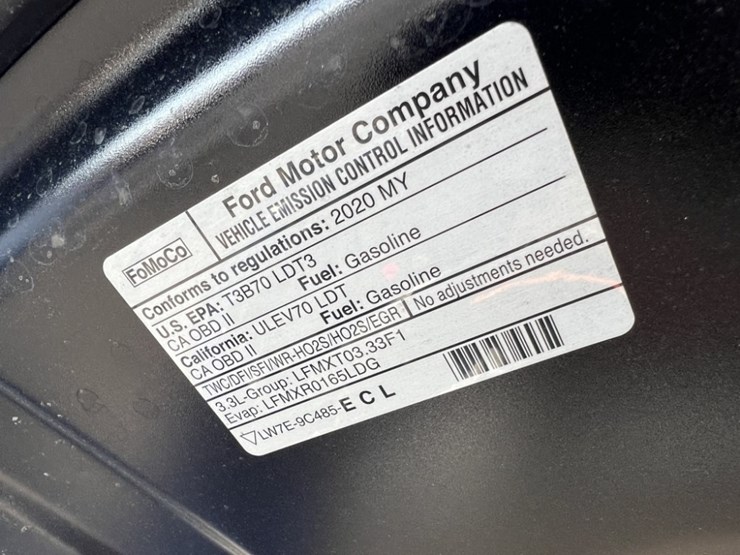 FoMoCo
Ford Motor Company
VEHICLE EMISSION CONTROL INFORMATION
Conforms to regulations: 2020 MY
U.S. EPA: T3B70 LDT3
CA OBD II Fuel: Gasoline
California: ULEV70 LDT
CA OBD II Fuel: Gasoline
TWC/DFI/SFI/WR-HO2S/HO2S/EGR No adjustments needed.
3.3L-Group: LFMXT03.33F1
Evap: LFMXR0165LDG
LW7E-9C485-ECL